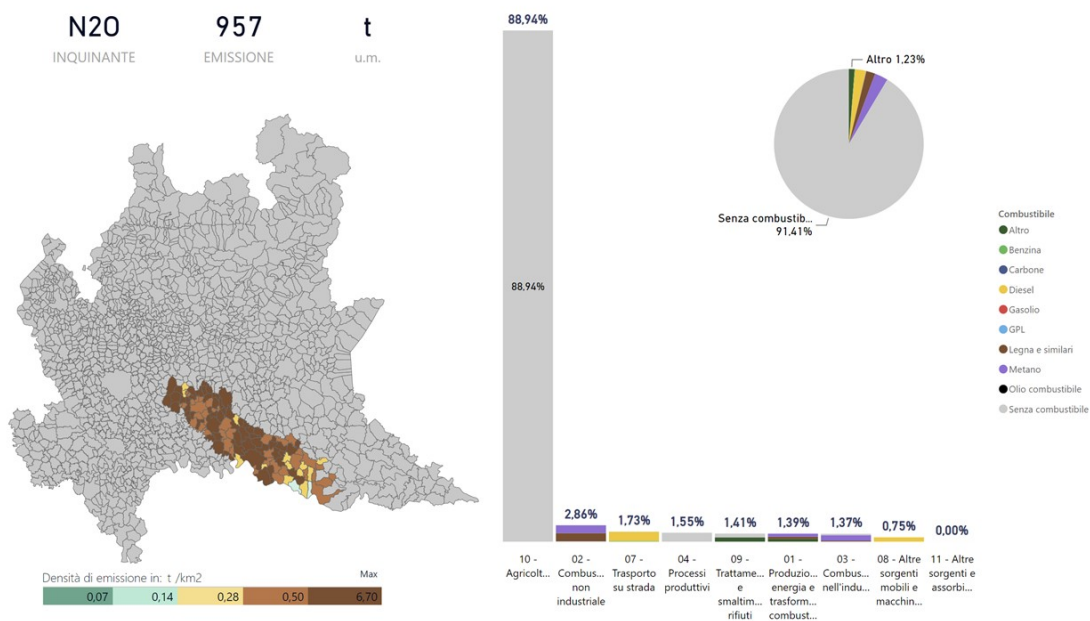 N2O
957
t
INQUINANTE
EMISSIONE
u.m.
Densità di emissione in: t /km2
Max
0,07
0,14
0,28
0,50
6,70
88,94%
88,94%
2,86%
1,73%
1,55%
1,41%
1,39%
1,37%
0,75%
0,00%
10 -
Agricolt...
02 -
Combus...
non
industriale
07 -
Trasporto
su strada
04 -
Processi
produttivi
09 -
Trattame...
e
smaltim...
rifiuti
01 -
Produzio...
energia e
trasform...
combust...
03 -
Combus...
nell'indu...
08 - Altre
sorgenti
mobili e
macchin...
11 - Altre
sorgenti e
assorbi...
Altro 1,23%
Senza combustib...
91,41%
Combustibile
Altro
Benzina
Carbone
Diesel
Gasolio
GPL
Legna e similari
Metano
Olio combustibile
Senza combustibile